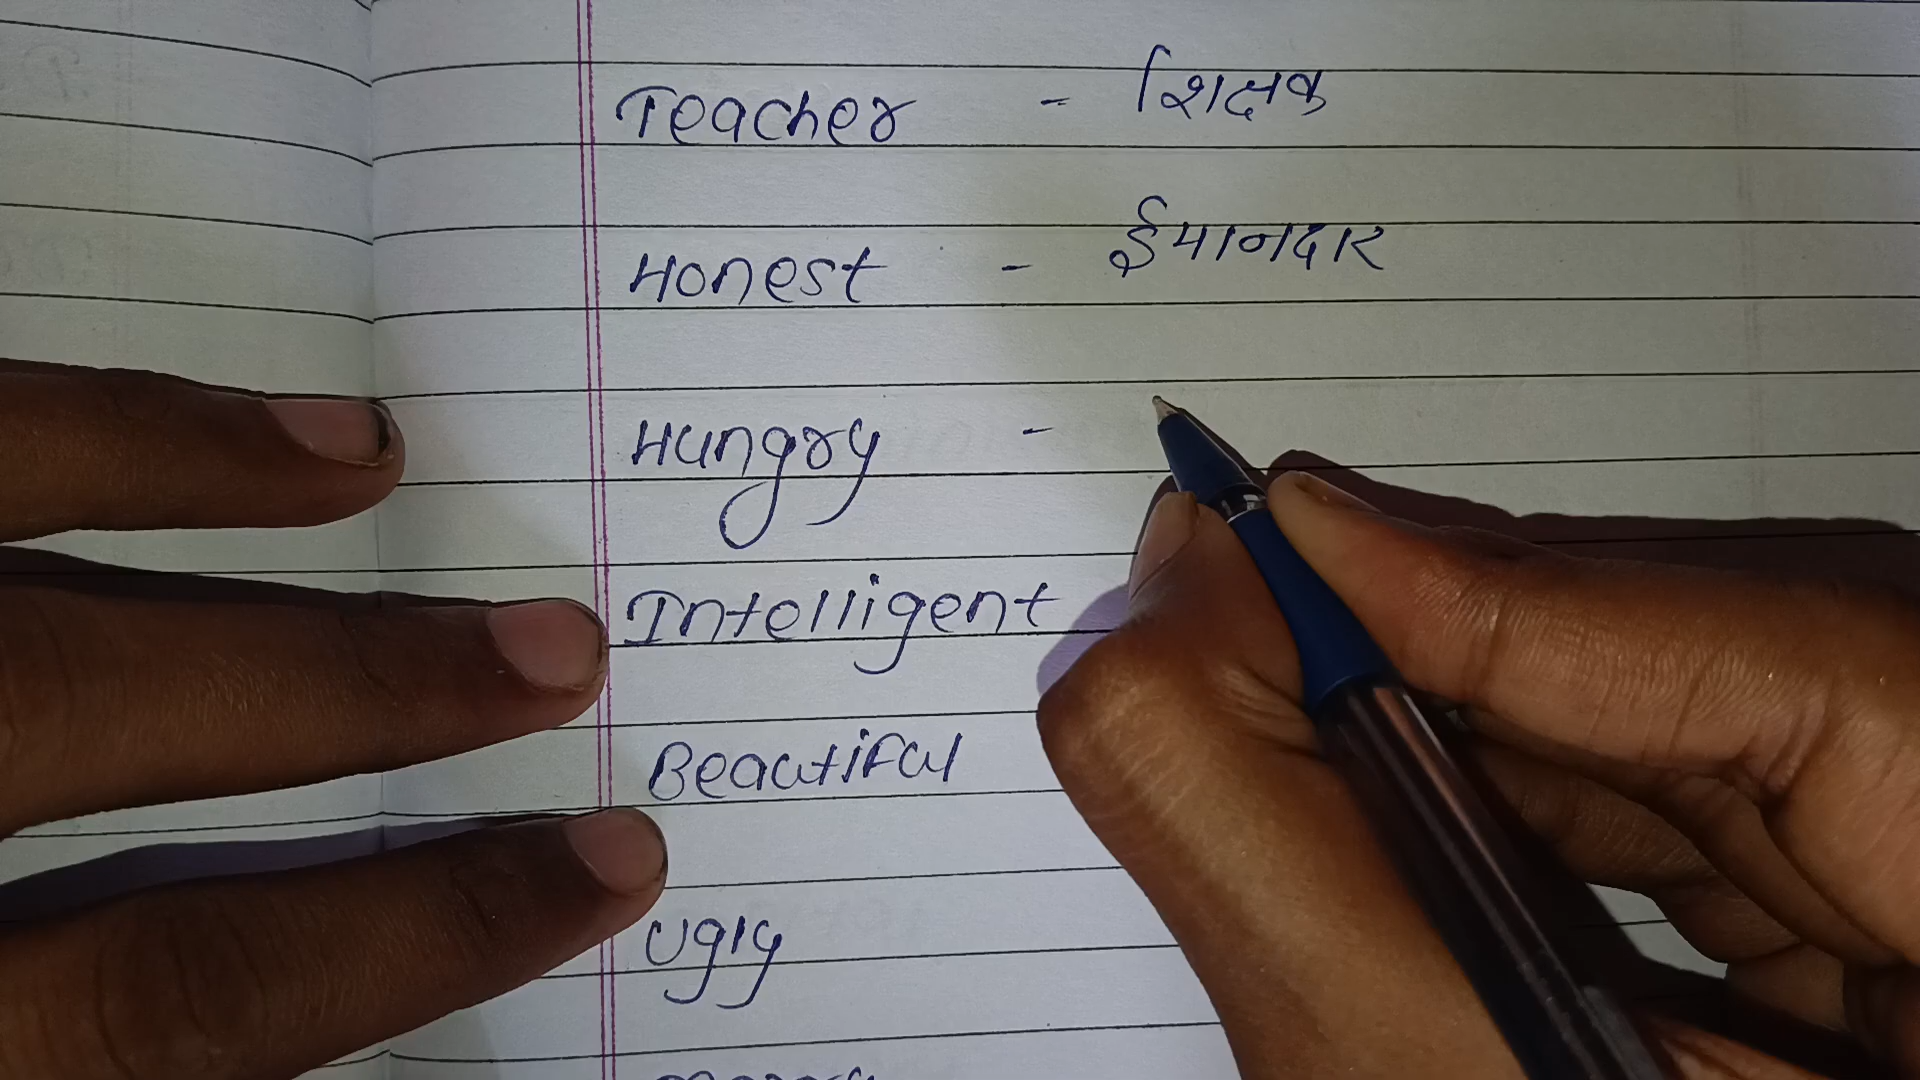 Teacher - शिक्षक
Honest - ईमानदार
Hungry -
Intelligent
Beautiful
Ugly